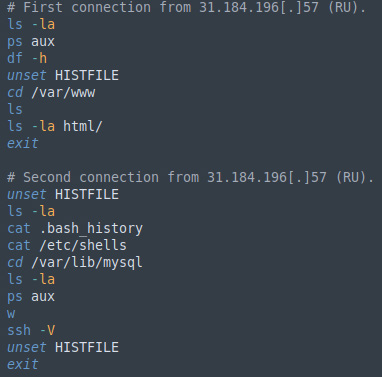 # First connection from 31.184.196[.]57 (RU).
ls -la
ps aux
df -h
unset HISTFILE
cd /var/www
ls
ls -la html/
exit

# Second connection from 31.184.196[.]57 (RU).
unset HISTFILE
ls -la
cat .bash_history
cat /etc/shells
cd /var/lib/mysql
ls -la
ps aux
w
ssh -V
unset HISTFILE
exit